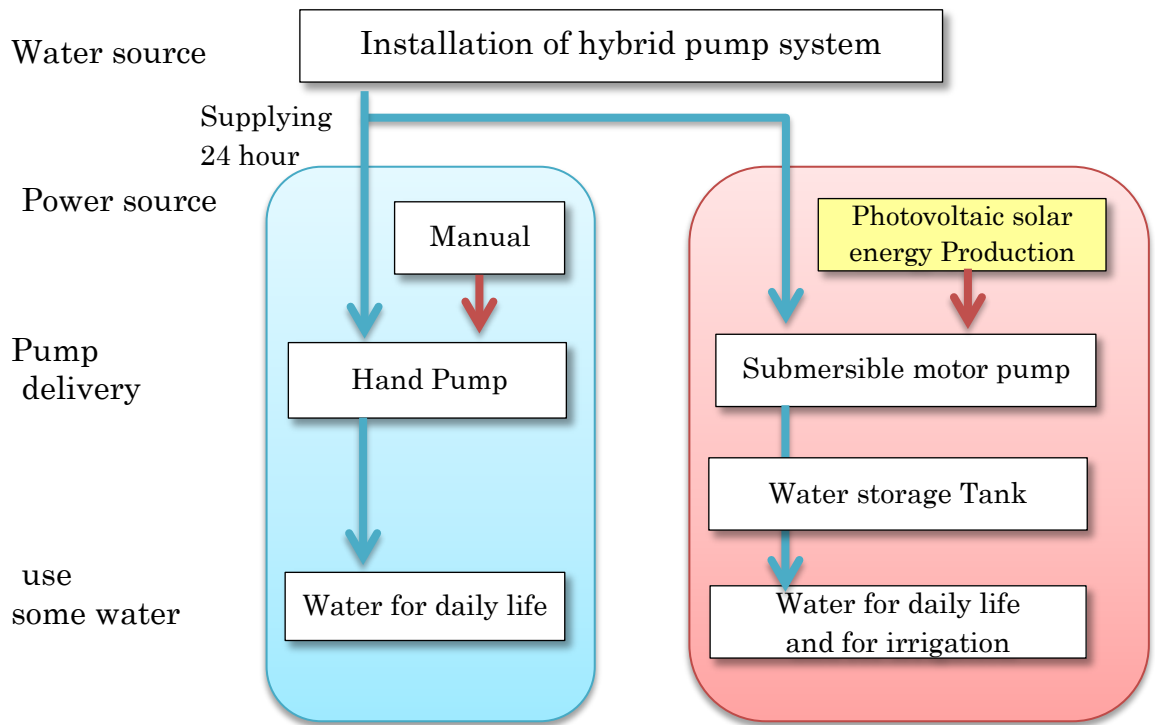 Water source
Installation of hybrid pump system
Supplying
24 hour
Power source
Manual
Photovoltaic solar
energy Production
Pump
delivery
Hand Pump
Submersible motor pump
Water storage Tank
use
some water
Water for daily life
Water for daily life
and for irrigation